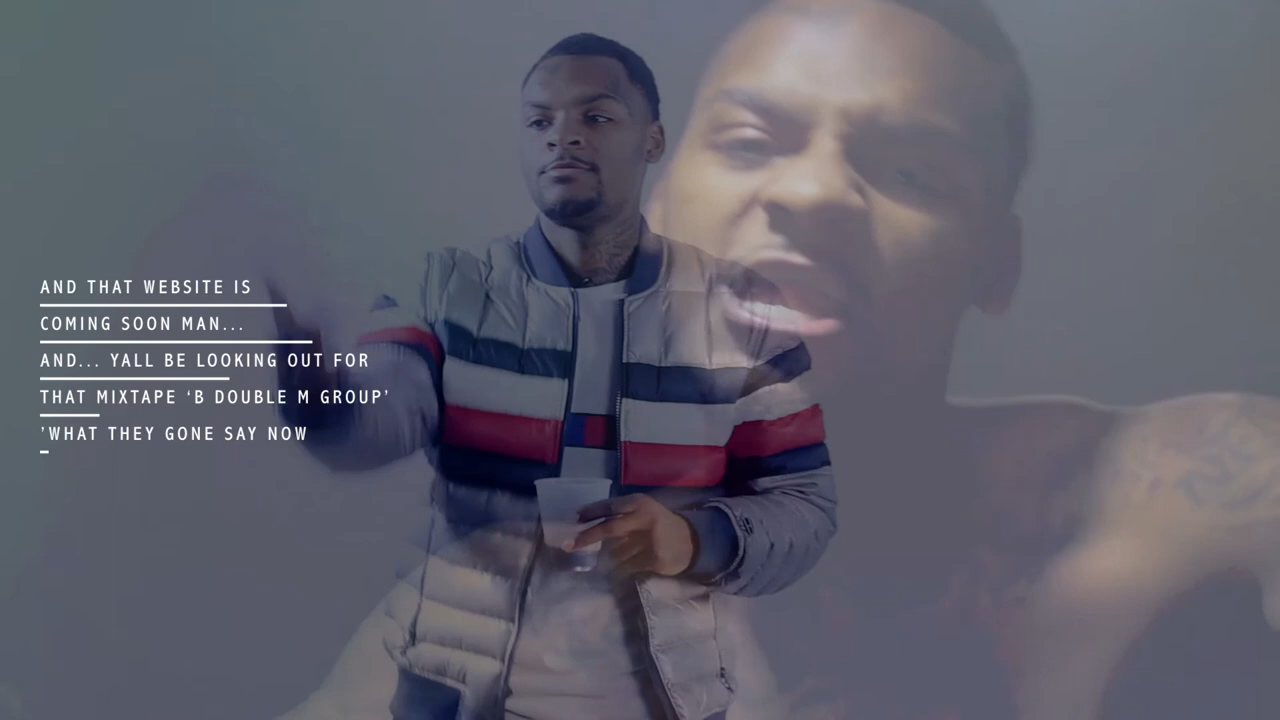 AND THAT WEBSITE IS
COMING SOON MAN...
AND... YALL BE LOOKING OUT FOR
THAT MIXTAPE ‘B DOUBLE M GROUP’
’WHAT THEY GONE SAY NOW